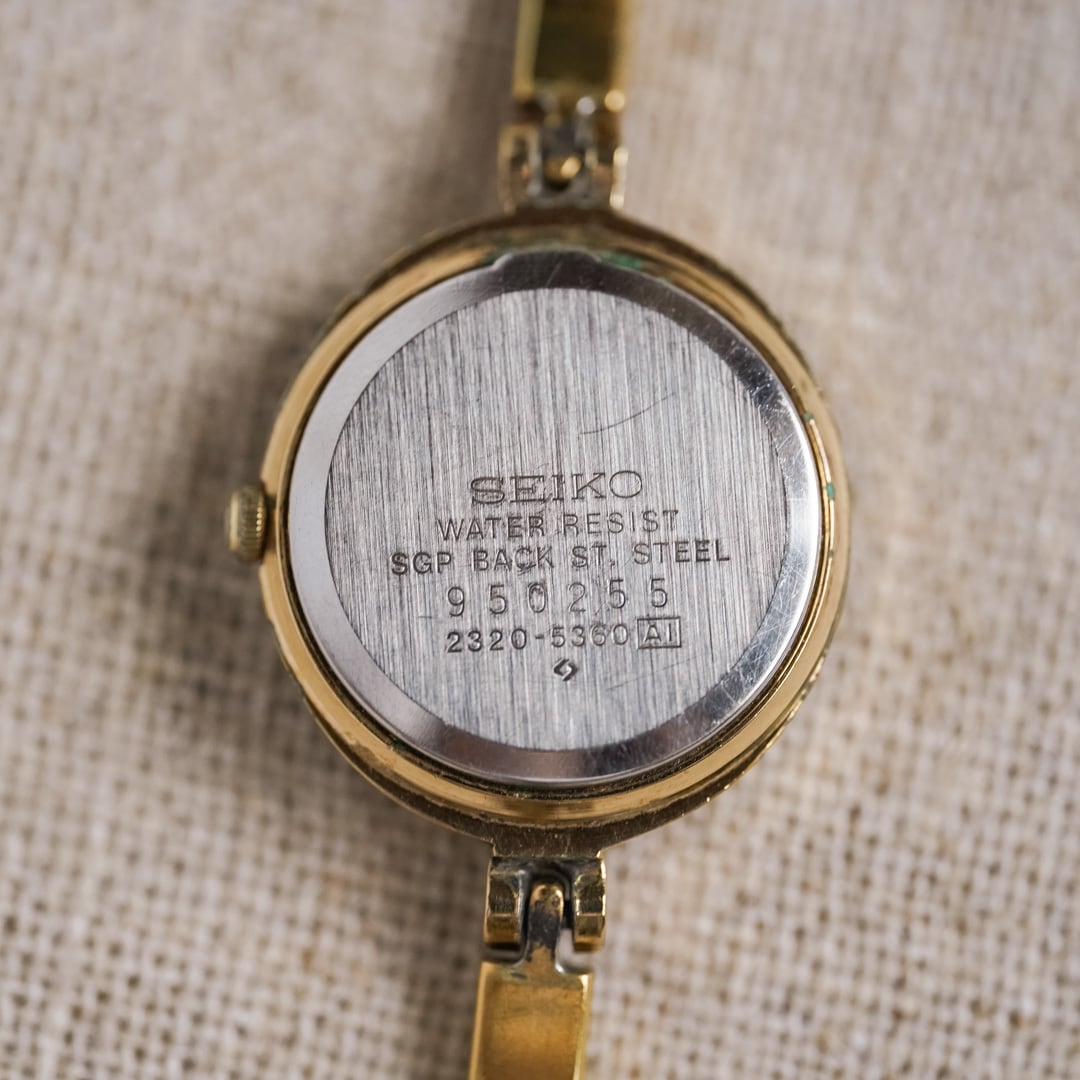 SEIKO
WATER RESIST
SGP BACK ST. STEEL
950255
2320-5360 A1